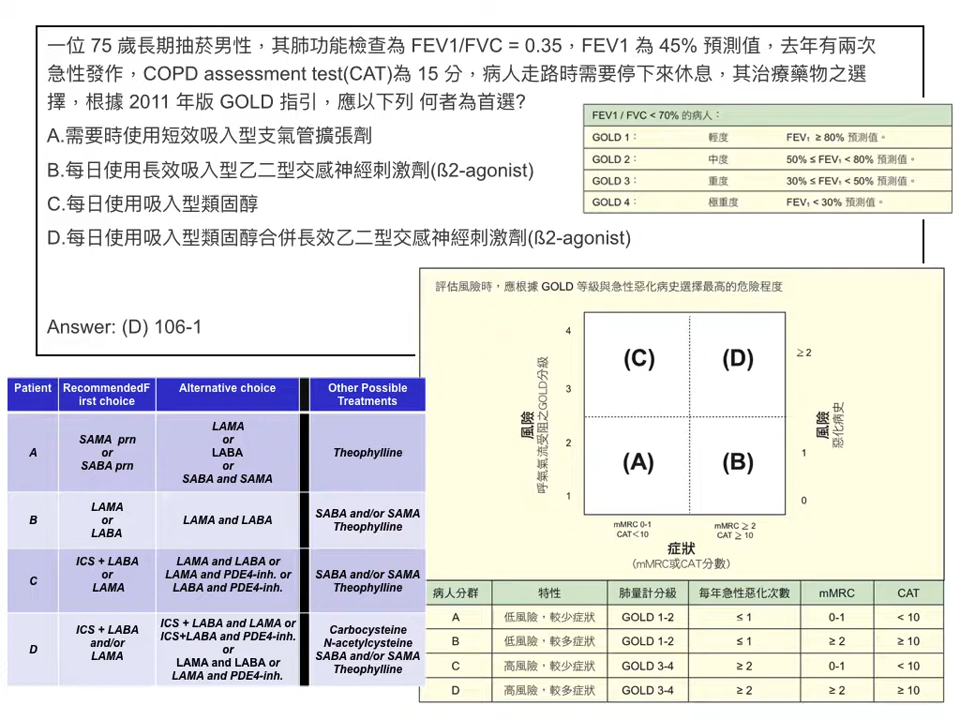 一位 75 歲長期抽菸男性，其肺功能檢查為 FEV1/FVC = 0.35，FEV1 為 45% 預測值，去年有兩次
急性發作，COPD assessment test(CAT)為 15 分，病人走路時需要停下來休息，其治療藥物之選
擇，根據 2011 年版 GOLD 指引，應以下列 何者為首選?
A.需要時使用短效吸入型支氣管擴張劑
B.每日使用長效吸入型乙二型交感神經刺激劑(ß2-agonist)
C.每日使用吸入型類固醇
D.每日使用吸入型類固醇合併長效乙二型交感神經刺激劑(ß2-agonist)
Answer: (D) 106-1
FEV1 / FVC < 70% 的病人：
GOLD 1： 輕度 FEV₁ ≥ 80% 預測值。
GOLD 2： 中度 50% ≤ FEV₁ < 80% 預測值。
GOLD 3： 重度 30% ≤ FEV₁ < 50% 預測值。
GOLD 4： 極重度 FEV₁ < 30% 預測值。
評估風險時，應根據 GOLD 等級與急性惡化病史選擇最高的危險程度
風險
呼氣氣流受阻之GOLD分級
4
3
2
1
(C) (D)
(A) (B)
≥ 2
1
0
風險
惡化病史
mMRC 0-1
CAT＜10
mMRC ≧ 2
CAT ≧ 10
症狀
(mMRC或CAT分數)
Patient RecommendedF
irst choice Alternative choice Other Possible
Treatments
A
SAMA prn
or
SABA prn
LAMA
or
LABA
or
SABA and SAMA
Theophylline
B
LAMA
or
LABA
LAMA and LABA
SABA and/or SAMA
Theophylline
C
ICS + LABA
or
LAMA
LAMA and LABA or
LAMA and PDE4-inh. or
LABA and PDE4-inh.
SABA and/or SAMA
Theophylline
D
ICS + LABA
and/or
LAMA
ICS + LABA and LAMA or
ICS+LABA and PDE4-inh.
or
LAMA and LABA or
LAMA and PDE4-inh.
Carbocysteine
N-acetylcysteine
SABA and/or SAMA
Theophylline
病人分群 特性 肺量計分級 每年急性惡化次數 mMRC CAT
A 低風險，較少症狀 GOLD 1-2 ≤ 1 0-1 < 10
B 低風險，較多症狀 GOLD 1-2 ≤ 1 ≥ 2 ≥ 10
C 高風險，較少症狀 GOLD 3-4 ≥ 2 0-1 < 10
D 高風險，較多症狀 GOLD 3-4 ≥ 2 ≥ 2 ≥ 10